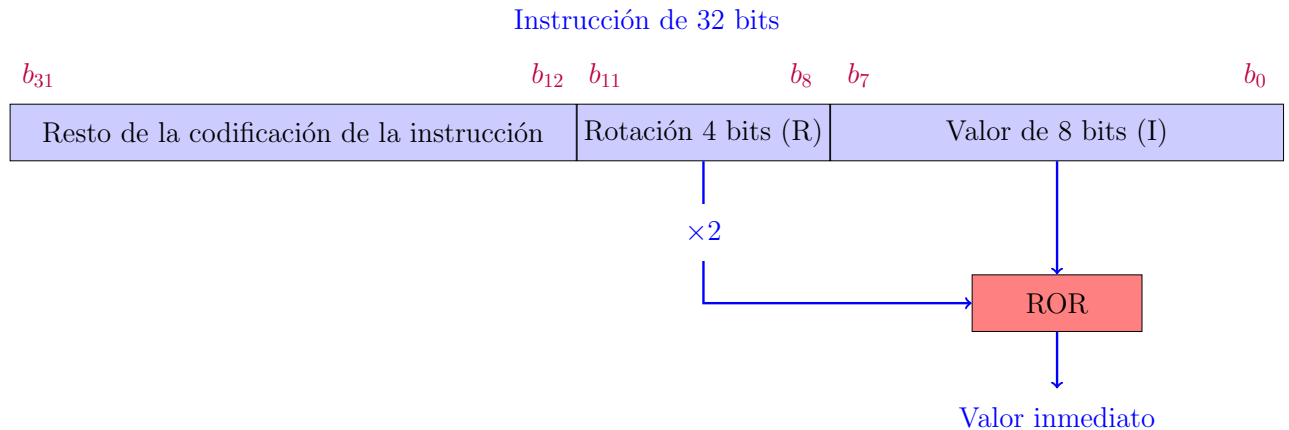 Instrucción de 32 bits
b31 b12 b11 b8 b7 b0
Resto de la codificación de la instrucción Rotación 4 bits (R) Valor de 8 bits (I)
×2
ROR
Valor inmediato